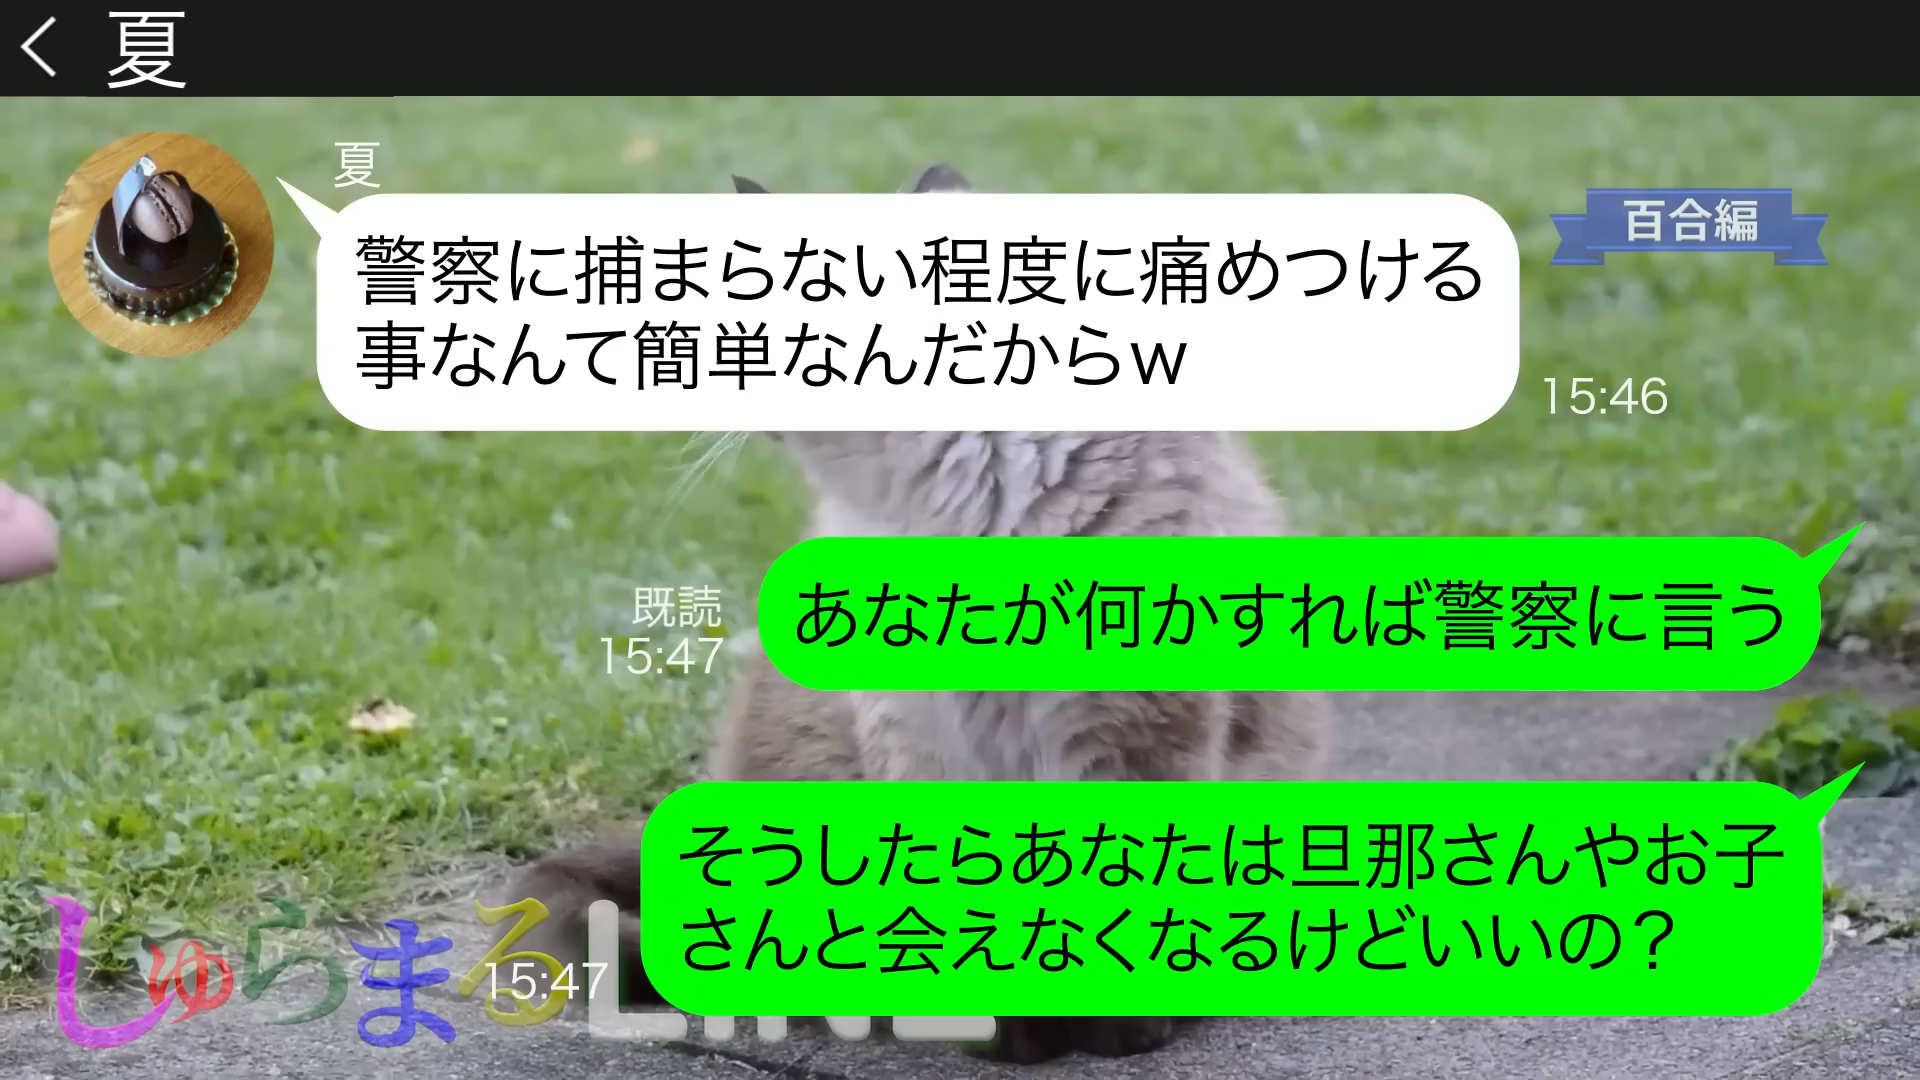 夏
夏
百合編
警察に捕まらない程度に痛めつける
事なんて簡単なんだからw
15:46
あなたが何かすれば警察に言う
既読
15:47
そうしたらあなたは旦那さんやお子
さんと会えなくなるけどいいの？
15:47
しゅらまるLINE